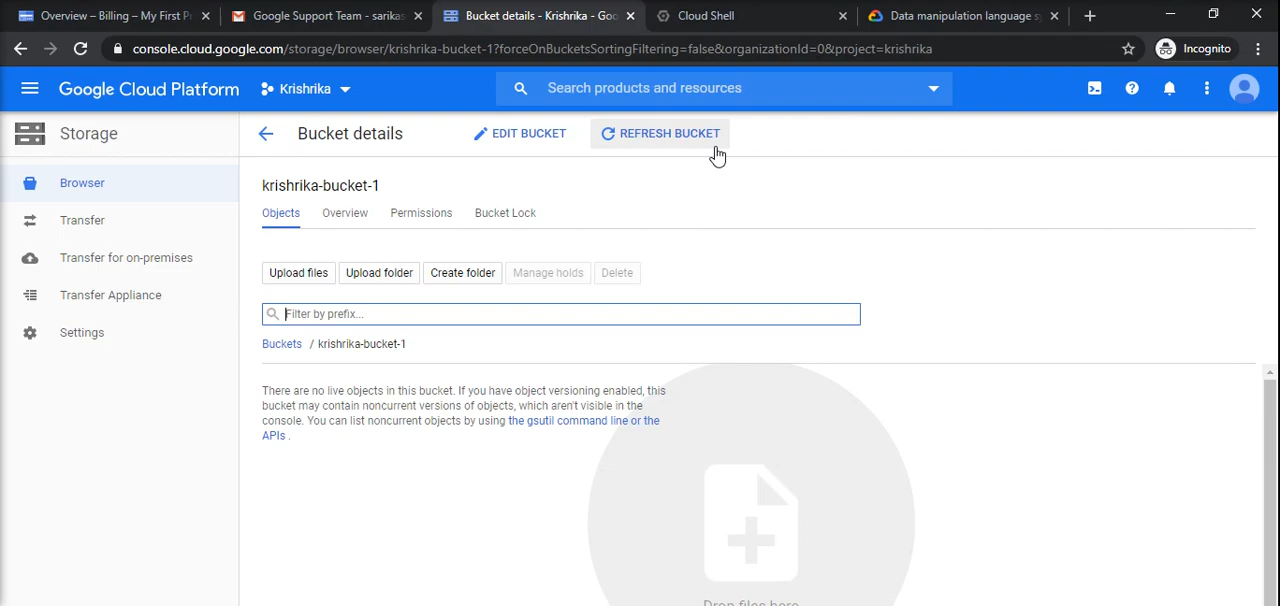 Overview – Billing – My First P
Google Support Team - sarikas
Bucket details - Krishrika - Goo
Cloud Shell
Data manipulation language s
console.cloud.google.com/storage/browser/krishrika-bucket-1?forceOnBucketsSortingFiltering=false&organizationId=0&project=krishrika
Incognito
Google Cloud Platform
Krishrika
Search products and resources
Storage
Bucket details
EDIT BUCKET
REFRESH BUCKET
Browser
Transfer
Transfer for on-premises
Transfer Appliance
Settings
krishrika-bucket-1
Objects
Overview
Permissions
Bucket Lock
Upload files
Upload folder
Create folder
Manage holds
Delete
Filter by prefix...
Buckets / krishrika-bucket-1
There are no live objects in this bucket. If you have object versioning enabled, this
bucket may contain noncurrent versions of objects, which aren't visible in the
console. You can list noncurrent objects by using the gsutil command line or the
APIs .
Drop files here